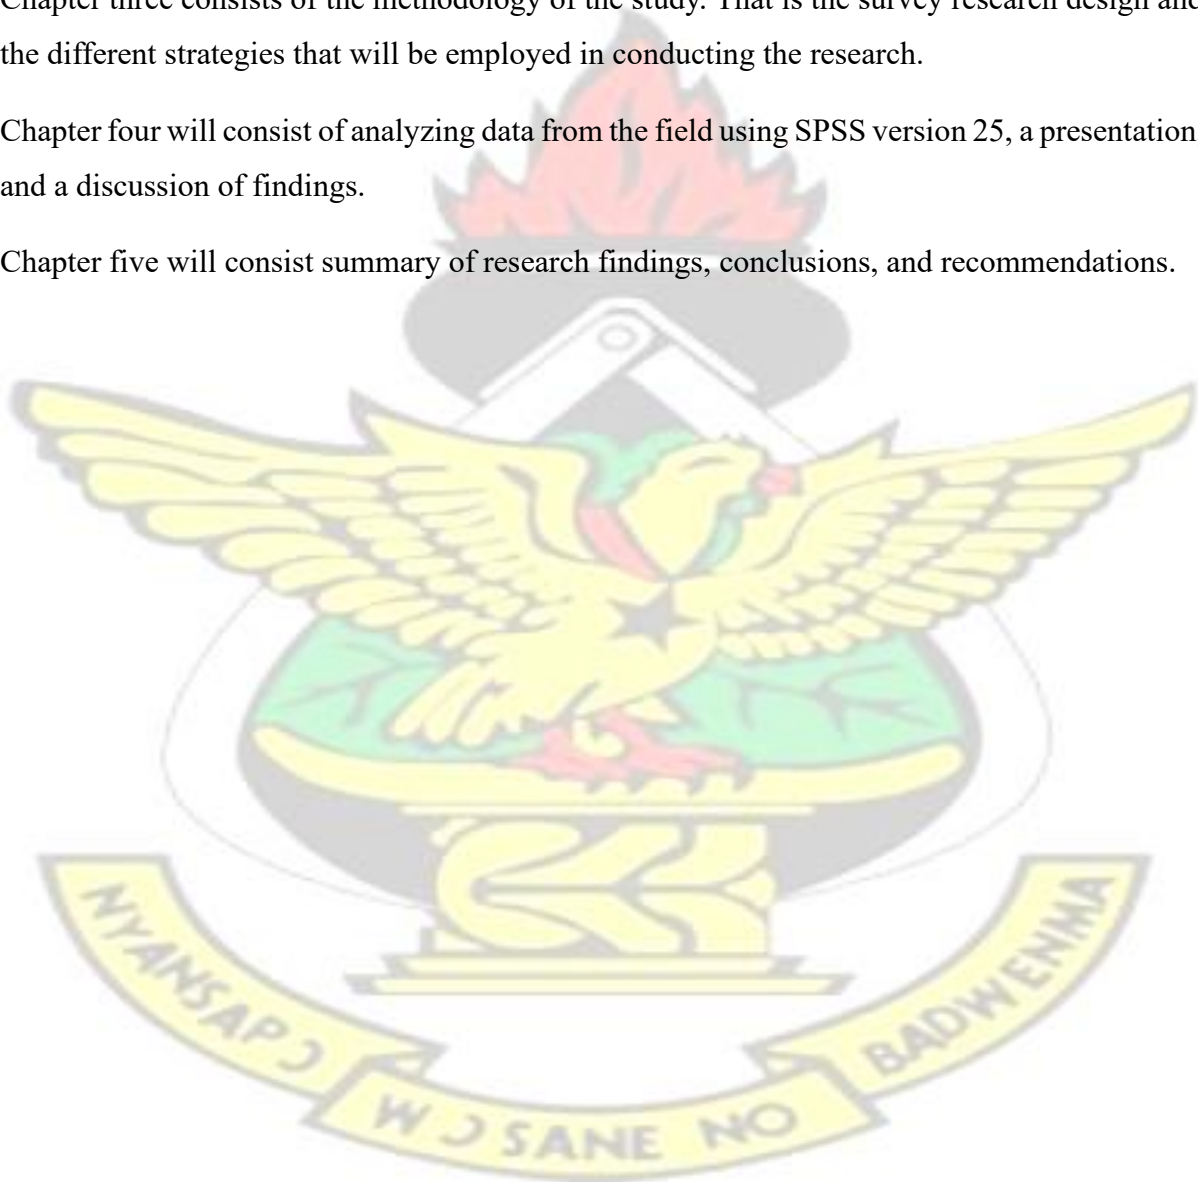 Chapter three consists of the methodology of the study. That is the survey research design and
the different strategies that will be employed in conducting the research.
Chapter four will consist of analyzing data from the field using SPSS version 25, a presentation
and a discussion of findings.
Chapter five will consist summary of research findings, conclusions, and recommendations.
NYANSAPƆ
WƆSANE NO
BADWENMA